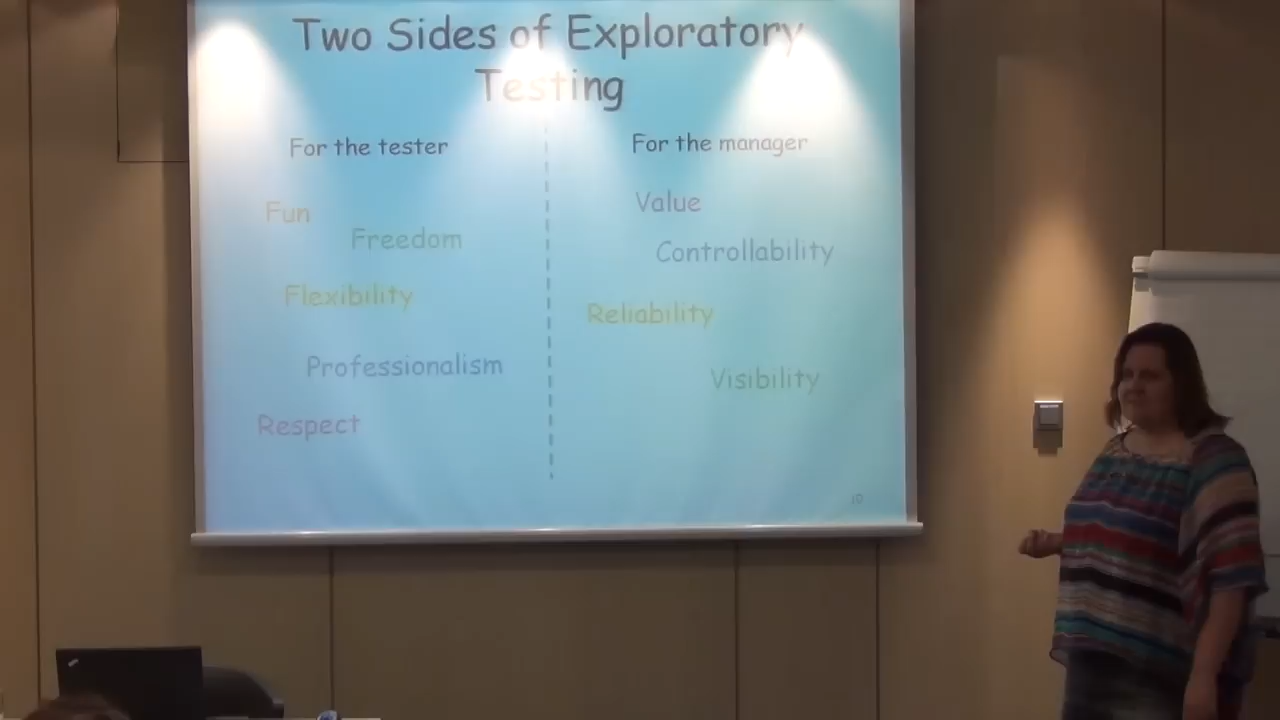 Two Sides of Exploratory
Testing
For the tester
Fun
Freedom
Flexibility
Professionalism
Respect
For the manager
Value
Controllability
Reliability
Visibility
10